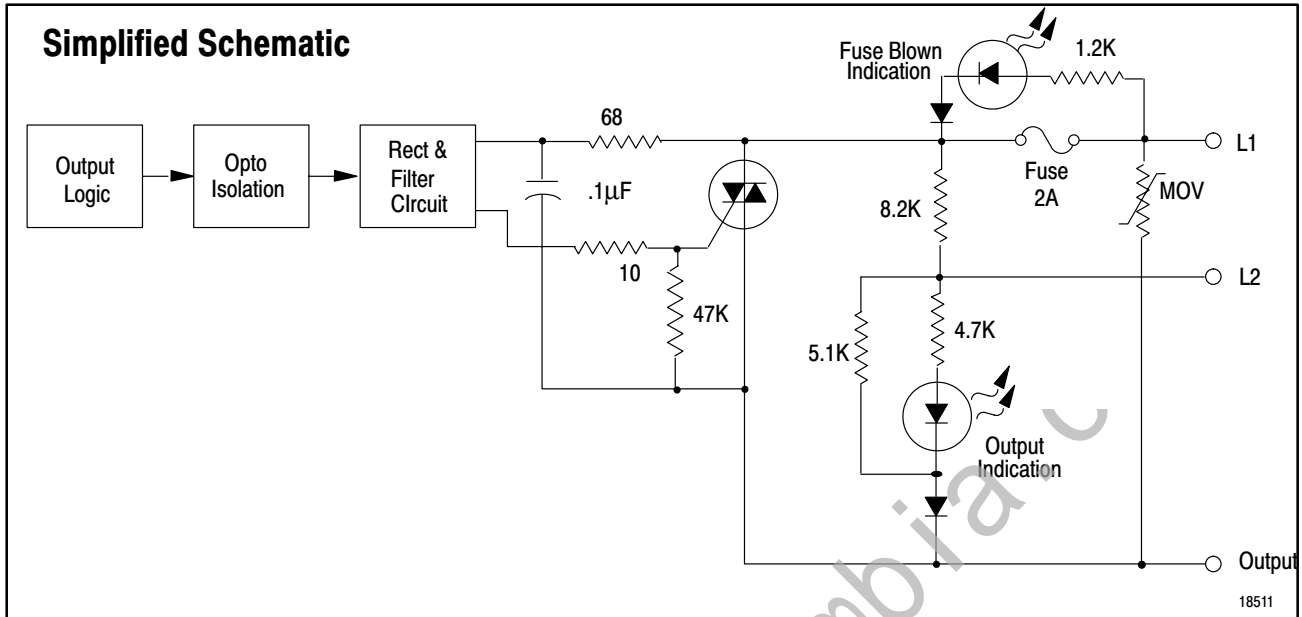 Simplified Schematic
Output
Logic
Opto
Isolation
Rect &
Filter
CIrcuit
68
.1µF
10
47K
Fuse Blown
Indication
1.2K
Fuse
2A
L1
MOV
8.2K
L2
5.1K
4.7K
Output
Indication
Output
18511
mbia.c